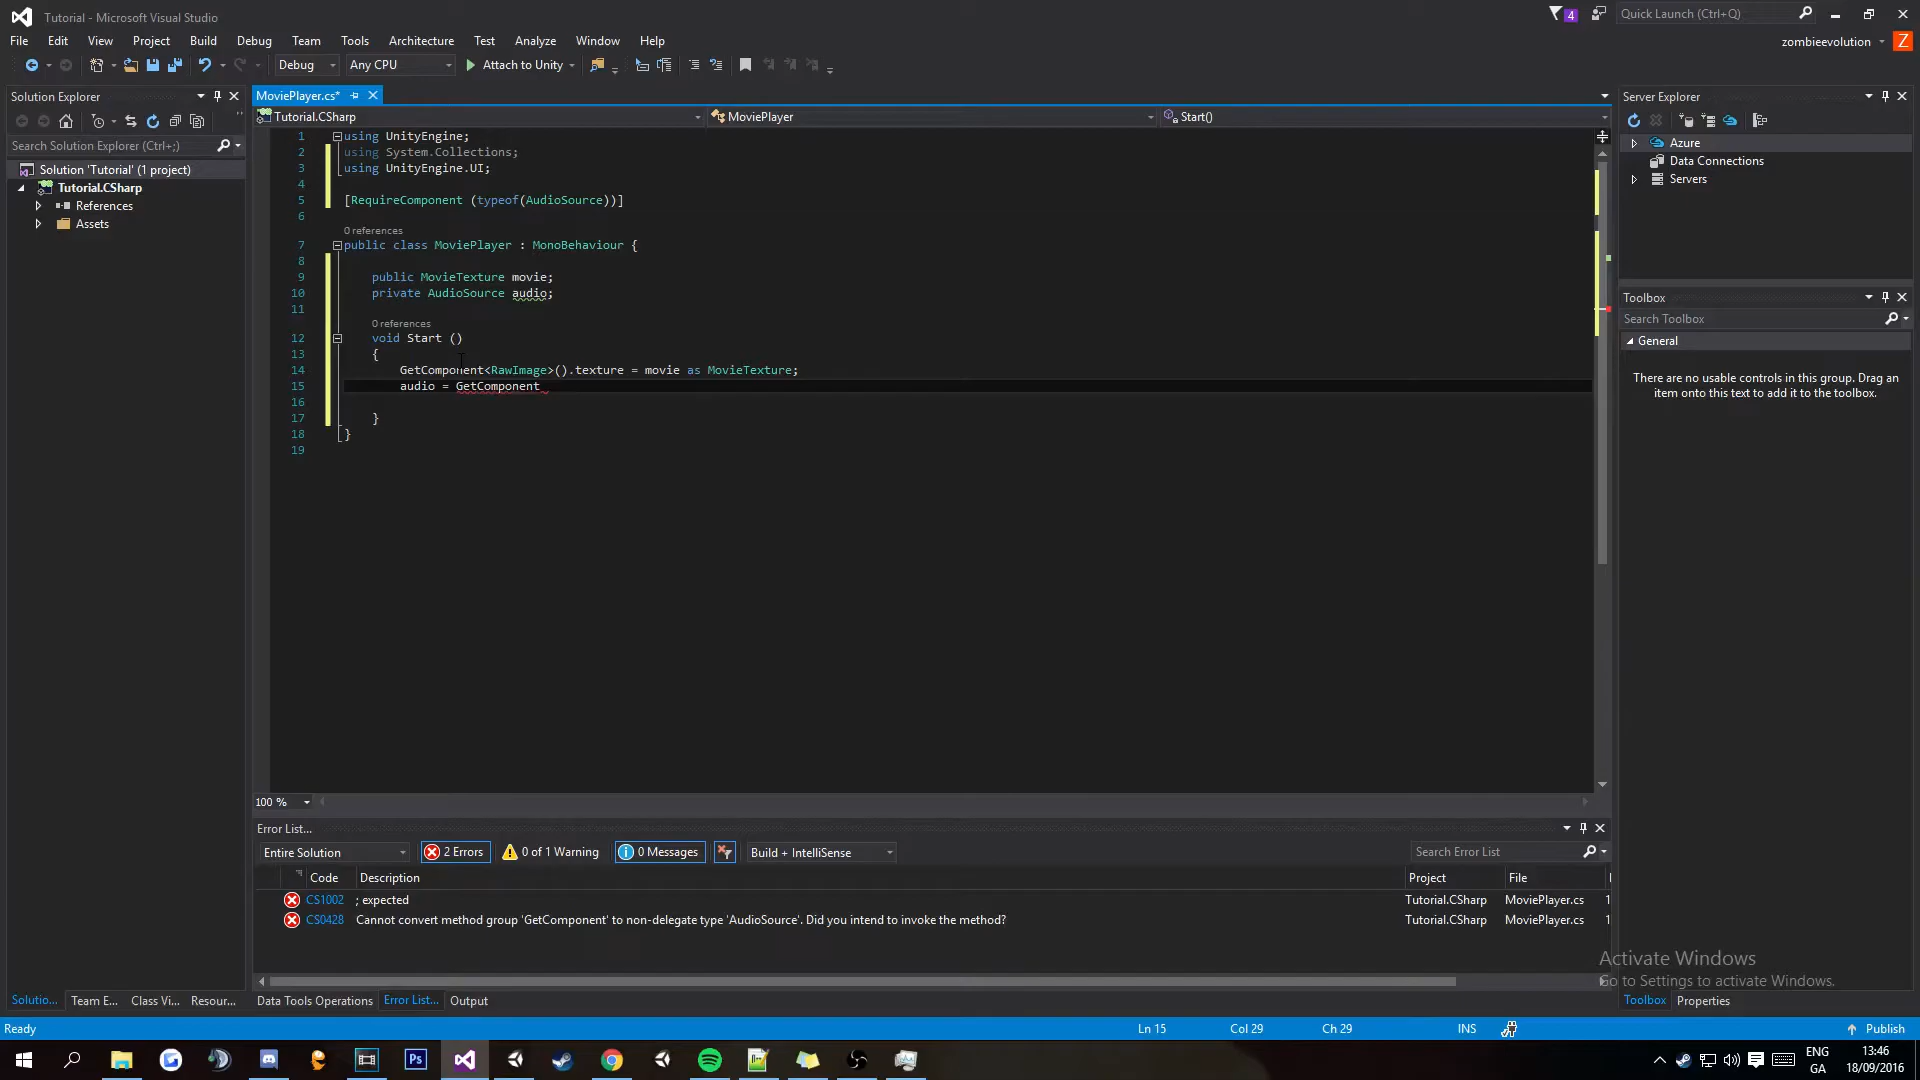 Tutorial - Microsoft Visual Studio
4
Quick Launch (Ctrl+Q)
File Edit View Project Build Debug Team Tools Architecture Test Analyze Window Help
zombieevolution
Z
Debug
Any CPU
Attach to Unity
Solution Explorer
Search Solution Explorer (Ctrl+;)
Solution 'Tutorial' (1 project)
Tutorial.CSharp
References
Assets
MoviePlayer.cs*
Tutorial.CSharp
MoviePlayer
Start()
1 using UnityEngine;
2 using System.Collections;
3 using UnityEngine.UI;
4
5 [RequireComponent (typeof(AudioSource))]
6
0 references
7 public class MoviePlayer : MonoBehaviour {
8
9 public MovieTexture movie;
10 private AudioSource audio;
11
0 references
12 void Start ()
13 {
14 GetComponent<RawImage>().texture = movie as MovieTexture;
15 audio = GetComponent
16
17 }
18 }
19
100 %
Server Explorer
Azure
Data Connections
Servers
Toolbox
Search Toolbox
General
There are no usable controls in this group. Drag an
item onto this text to add it to the toolbox.
Error List...
Entire Solution
2 Errors
0 of 1 Warning
0 Messages
Build + IntelliSense
Search Error List
Code Description Project File
CS1002 ; expected Tutorial.CSharp MoviePlayer.cs 1
CS0428 Cannot convert method group 'GetComponent' to non-delegate type 'AudioSource'. Did you intend to invoke the method? Tutorial.CSharp MoviePlayer.cs 1
Activate Windows
Go to Settings to activate Windows.
Solutio... Team E... Class Vi... Resour...
Data Tools Operations Error List... Output
Toolbox Properties
Ready
Ln 15
Col 29
Ch 29
INS
Publish
Ps
ENG
GA
13:46
18/09/2016